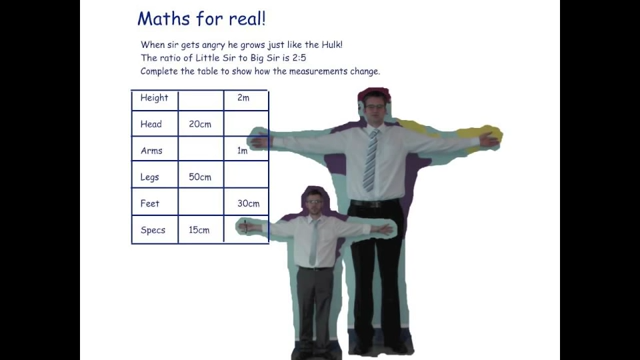 Maths for real!
When sir gets angry he grows just like the Hulk!
The ratio of Little Sir to Big Sir is 2:5
Complete the table to show how the measurements change.
Height 2m
Head 20cm
Arms 1m
Legs 50cm
Feet 30cm
Specs 15cm